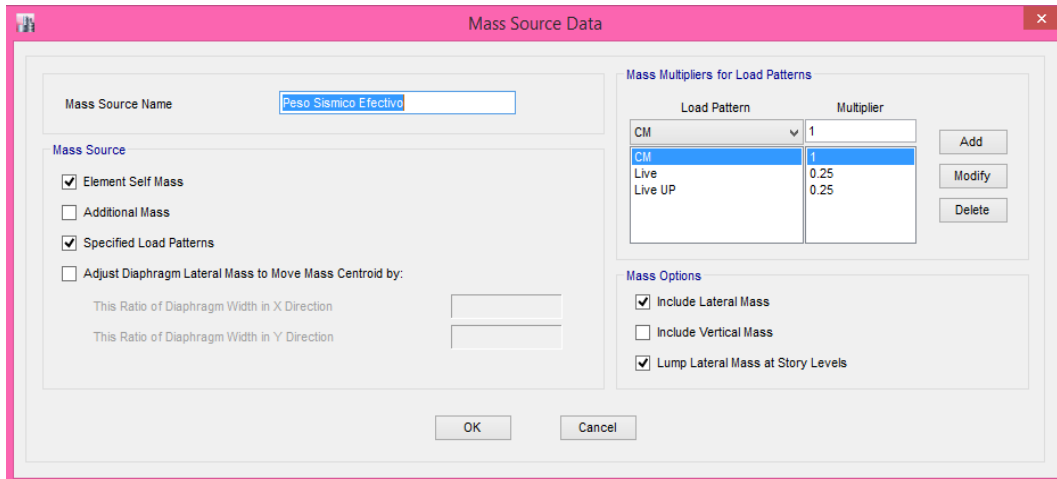 Mass Source Data
Mass Source Name Peso Sismico Efectivo
Mass Source
Element Self Mass
Additional Mass
Specified Load Patterns
Adjust Diaphragm Lateral Mass to Move Mass Centroid by:
This Ratio of Diaphragm Width in X Direction
This Ratio of Diaphragm Width in Y Direction
Mass Multipliers for Load Patterns
Load Pattern Multiplier
CM 1
CM 1
Live 0.25
Live UP 0.25
Add
Modify
Delete
Mass Options
Include Lateral Mass
Include Vertical Mass
Lump Lateral Mass at Story Levels
OK Cancel